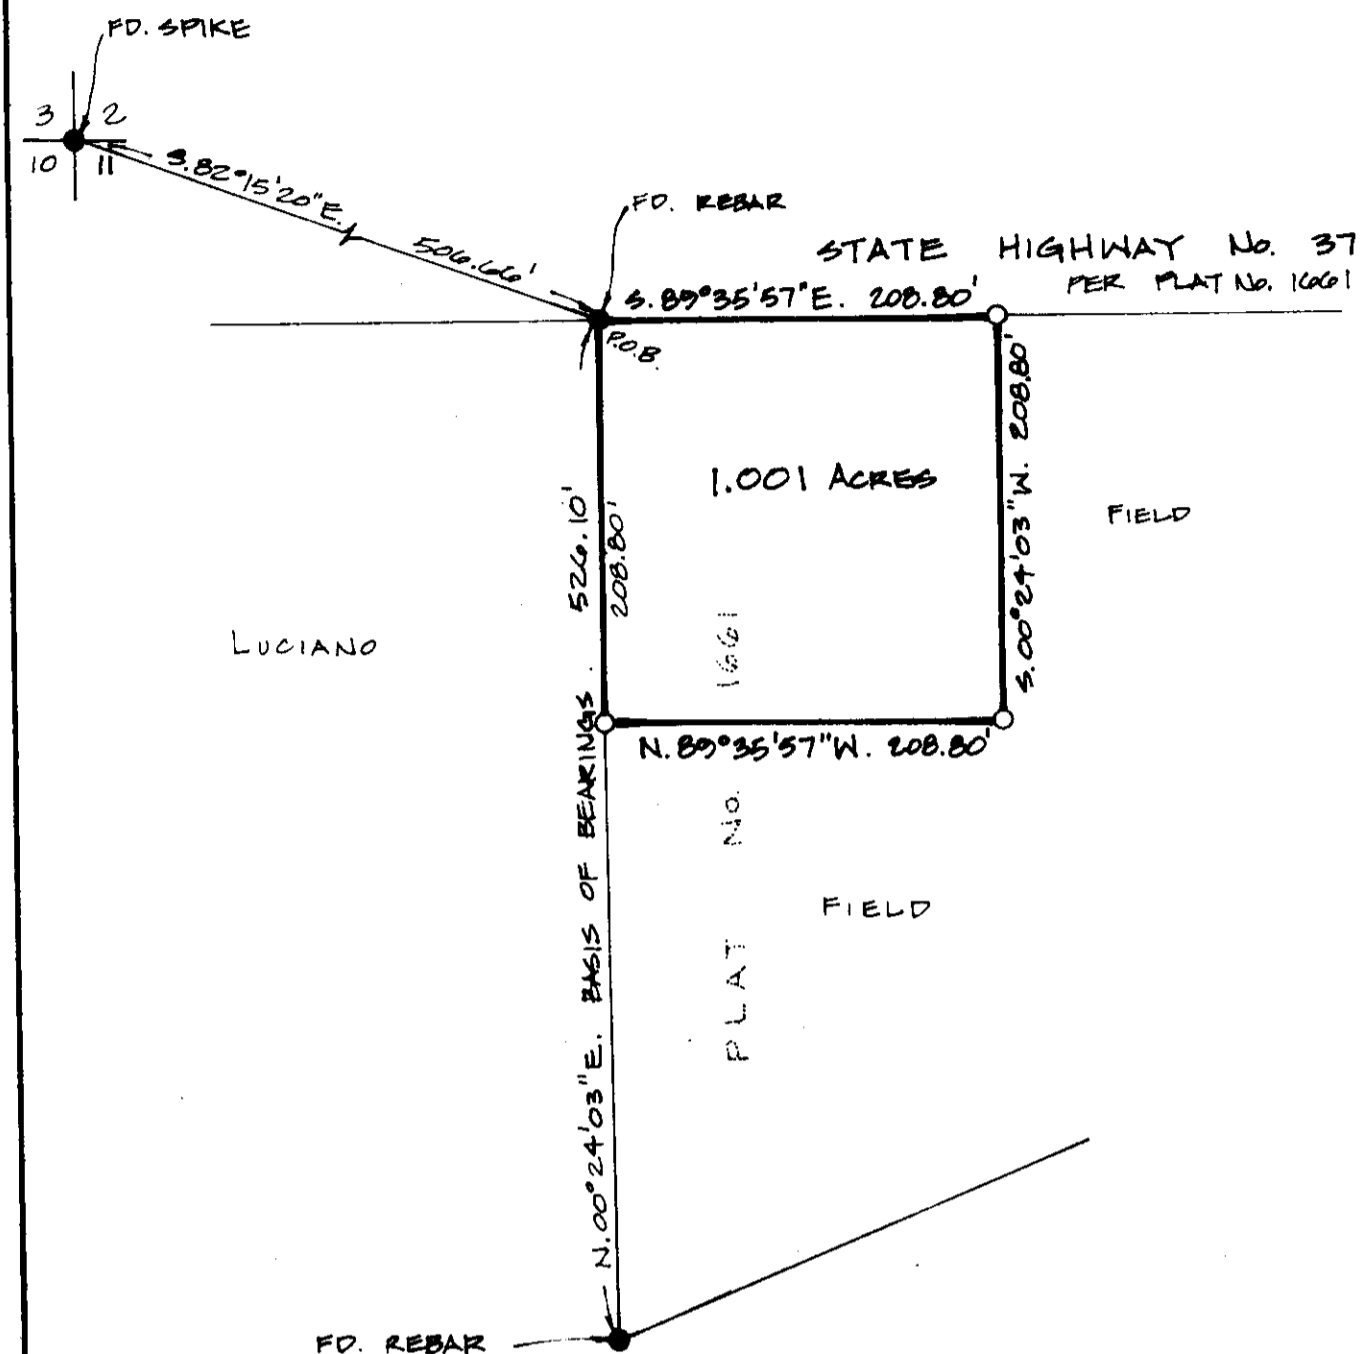 FD. SPIKE
3 2
10 11
S.82°15'20"E. 506.66'
FD. REBAR
STATE HIGHWAY No. 37
PER PLAT No. 1661
S.89°35'57"E. 208.80'
P.O.B.
S.00°24'03"W. 208.80'
1.001 ACRES
FIELD
N.00°24'03"E. BASIS OF BEARINGS. 526.10'
208.80'
LUCIANO
PLAT No. 1661
N.89°35'57"W. 208.80'
FIELD
FD. REBAR